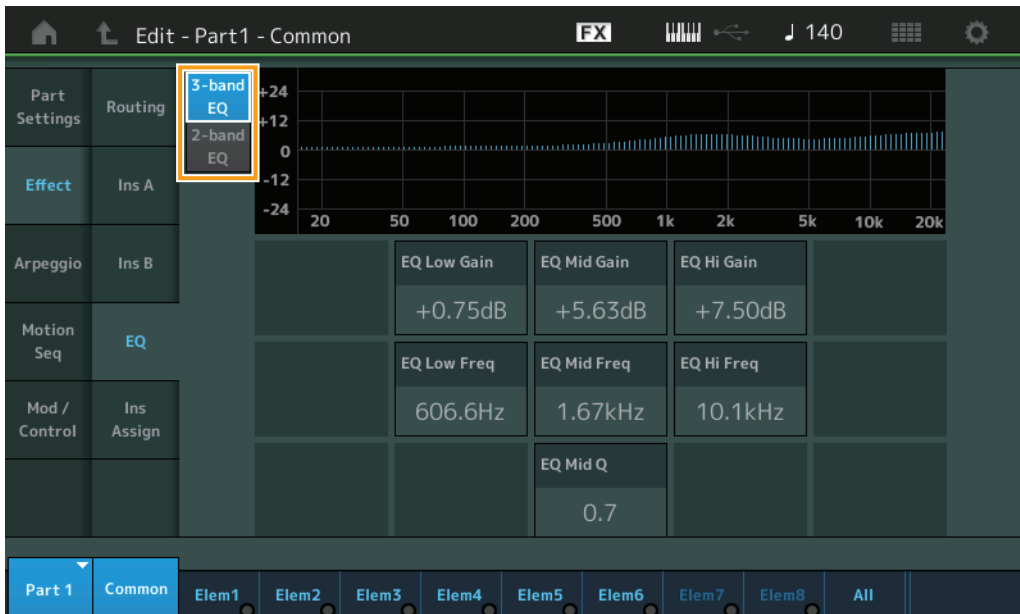 Edit - Part1 - Common
FX
♩ 140
Part
Settings
Effect
Arpeggio
Motion
Seq
Mod /
Control
Routing
Ins A
Ins B
EQ
Ins
Assign
3-band
EQ
2-band
EQ
+24
+12
0
-12
-24
20 50 100 200 500 1k 2k 5k 10k 20k
EQ Low Gain EQ Mid Gain EQ Hi Gain
+0.75dB +5.63dB +7.50dB
EQ Low Freq EQ Mid Freq EQ Hi Freq
606.6Hz 1.67kHz 10.1kHz
EQ Mid Q
0.7
Part 1 Common Elem1 Elem2 Elem3 Elem4 Elem5 Elem6 Elem7 Elem8 All